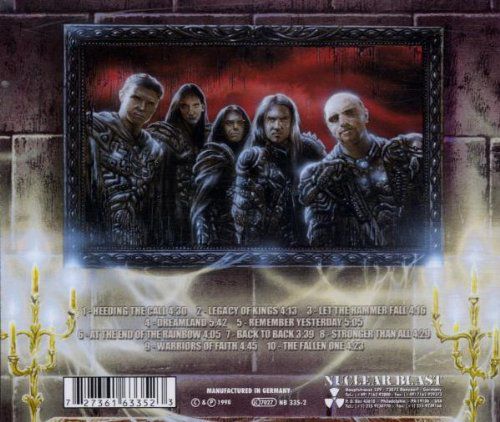 1 - HEEDING THE CALL 4:30 2 - LEGACY OF KINGS 4:13 3 - LET THE HAMMER FALL 4:16
4 - DREAMLAND 5:42 5 - REMEMBER YESTERDAY 5:05
6 - AT THE END OF THE RAINBOW 4:05 7 - BACK TO BACK 3:39 8 - STRONGER THAN ALL 4:29
9 - WARRIORS OF FAITH 4:45 10 - THE FALLEN ONE 4:23
7 27361 63352 3
MANUFACTURED IN GERMANY
© & ℗ 1998 LC 7027 NB 335-2
NUCLEAR BLAST